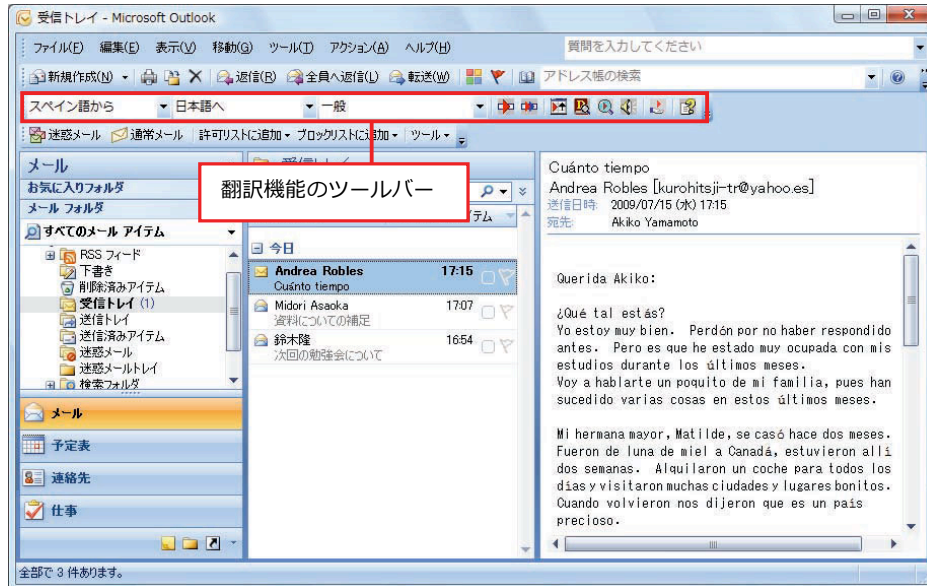 受信トレイ - Microsoft Outlook
ファイル(F) 編集(E) 表示(V) 移動(G) ツール(T) アクション(A) ヘルプ(H) 質問を入力してください
新規作成(N) 返信(R) 全員へ返信(L) 転送(W) アドレス帳の検索
スペイン語から 日本語へ 一般
迷惑メール 通常メール 許可リストに追加 ブロックリストに追加 ツール
メール
お気に入りフォルダ
メール フォルダ
すべてのメール アイテム
RSS フィード
下書き
削除済みアイテム
受信トレイ (1)
送信トレイ
送信済みアイテム
迷惑メール
迷惑メールトレイ
検索フォルダ
メール
予定表
連絡先
仕事
翻訳機能のツールバー
今日
Andrea Robles 17:15
Cuánto tiempo
Midori Asaoka 17:07
資料についての補足
鈴木隆 16:54
次回の勉強会について
Cuánto tiempo
Andrea Robles [kurohitsji-tr@yahoo.es]
送信日時: 2009/07/15 (水) 17:15
宛先: Akiko Yamamoto
Querida Akiko:
¿Qué tal estás?
Yo estoy muy bien. Perdón por no haber respondido
antes. Pero es que he estado muy ocupada con mis
estudios durante los últimos meses.
Voy a hablarte un poquito de mi familia, pues han
sucedido varias cosas en estos últimos meses.
Mi hermana mayor, Matilde, se casó hace dos meses.
Fueron de luna de miel a Canadá, estuvieron allí
dos semanas. Alquilaron un coche para todos los
días y visitaron muchas ciudades y lugares bonitos.
Cuando volvieron nos dijeron que es un país
precioso.
全部で 3 件あります。